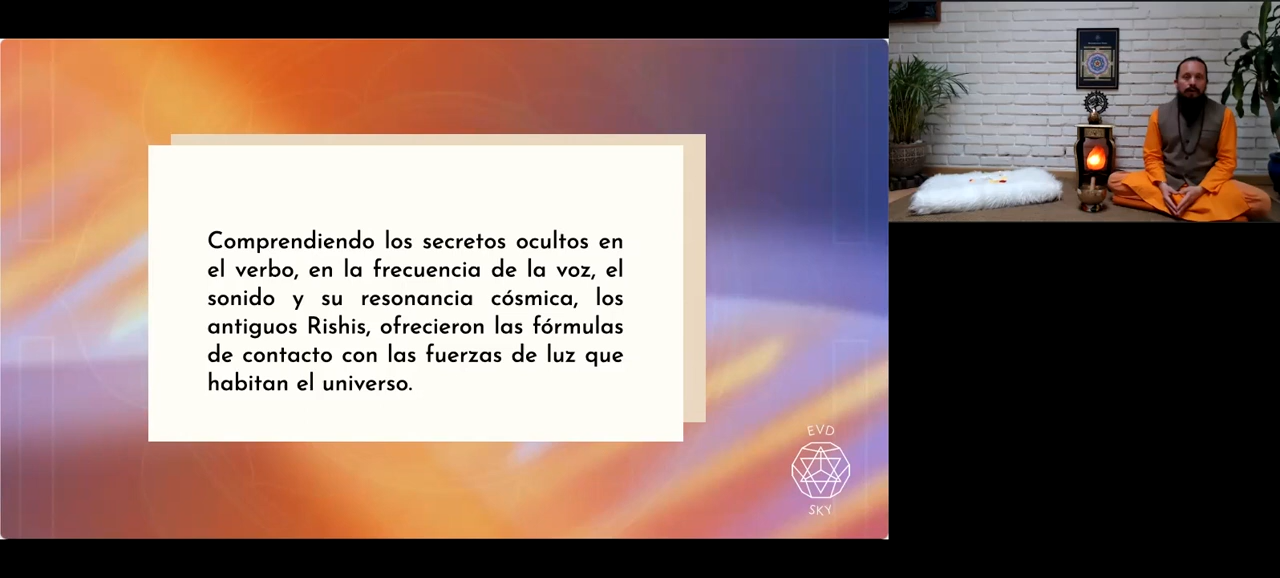 Comprendiendo los secretos ocultos en
el verbo, en la frecuencia de la voz, el
sonido y su resonancia cósmica, los
antiguos Rishis, ofrecieron las fórmulas
de contacto con las fuerzas de luz que
habitan el universo.
EVD
SKY